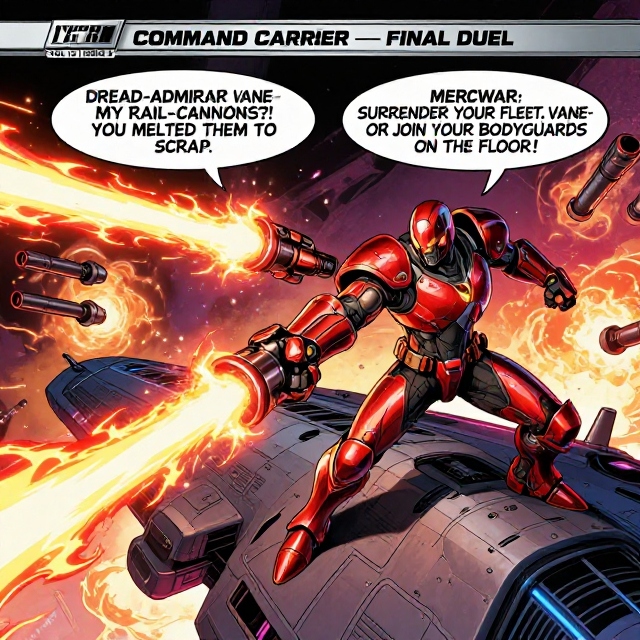 COMMAND CARRIER — FINAL DUEL
DREAD-ADMIRAR VANE-
MY RAIL-CANNONS?!
YOU MELTED THEM TO
SCRAP.
MERCWAR:
SURRENDER YOUR FLEET. VANE-
OR JOIN YOUR BODYGUARDS
ON THE FLOOR!